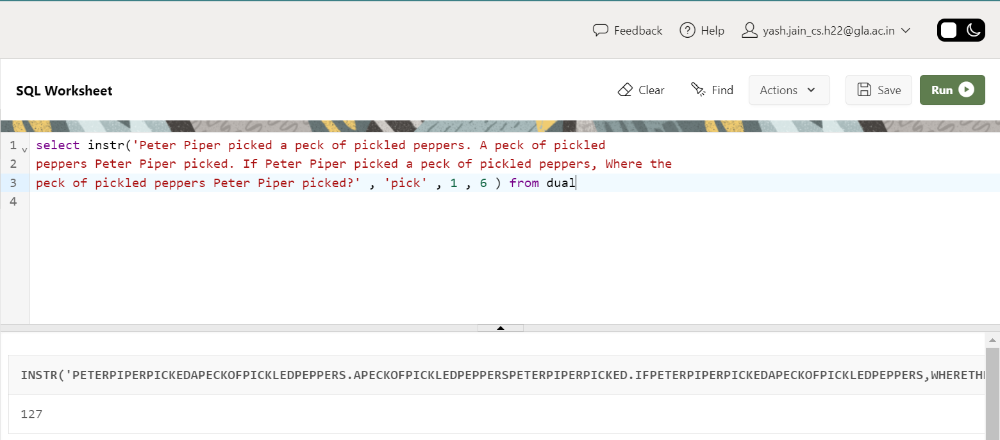 Feedback Help yash.jain_cs.h22@gla.ac.in
SQL Worksheet Clear Find Actions Save Run
1 select instr('Peter Piper picked a peck of pickled peppers. A peck of pickled
2 peppers Peter Piper picked. If Peter Piper picked a peck of pickled peppers, Where the
3 peck of pickled peppers Peter Piper picked?' , 'pick' , 1 , 6 ) from dual
4
INSTR('PETERPIPERPICKEDAPECKOFPICKLEDPEPPERS.APECKOFPICKLEDPEPPERSPETERPIPERPICKED.IFPETERPIPERPICKEDAPECKOFPICKLEDPEPPERS,WHERETH
127